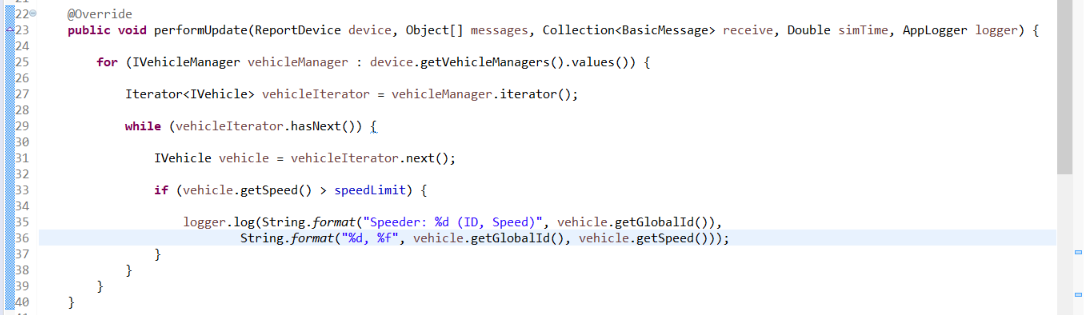 22 @Override
23 public void performUpdate(ReportDevice device, Object[] messages, Collection<BasicMessage> receive, Double simTime, AppLogger logger) {
24
25 for (IVehicleManager vehicleManager : device.getVehicleManagers().values()) {
26
27 Iterator<IVehicle> vehicleIterator = vehicleManager.iterator();
28
29 while (vehicleIterator.hasNext()) {
30
31 IVehicle vehicle = vehicleIterator.next();
32
33 if (vehicle.getSpeed() > speedLimit) {
34
35 logger.log(String.format("Speeder: %d (ID, Speed)", vehicle.getGlobalId()),
36 String.format("%d, %f", vehicle.getGlobalId(), vehicle.getSpeed()));
37 }
38 }
39 }
40 }